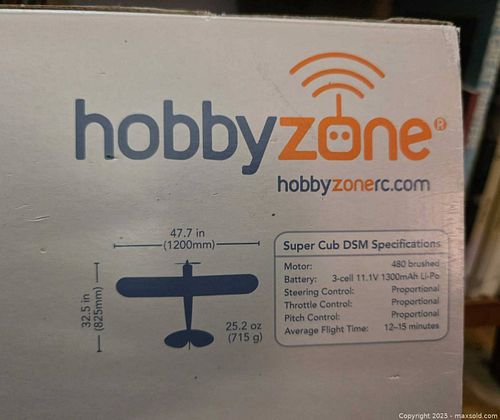 hobbyzone®
hobbyzonerc.com
47.7 in
(1200mm)
32.5 in
(825mm)
25.2 oz
(715 g)
Super Cub DSM Specifications
Motor: 480 brushed
Battery: 3-cell 11.1V 1300mAh Li-Po
Steering Control: Proportional
Throttle Control: Proportional
Pitch Control: Proportional
Average Flight Time: 12-15 minutes
Copyright 2023 - maxsold.com